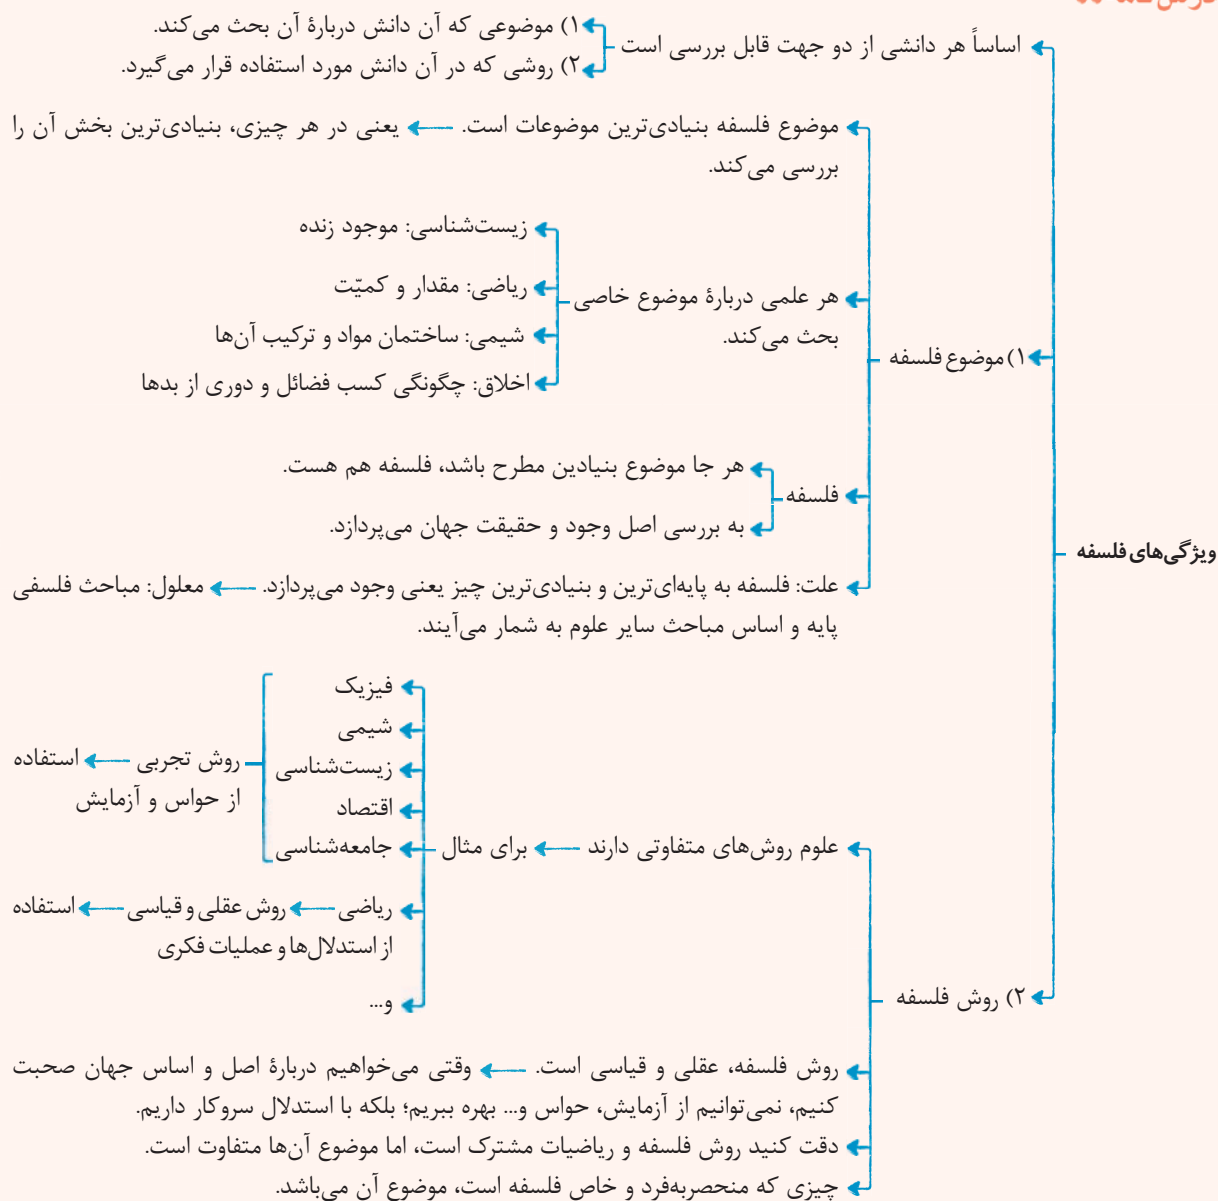 ویژگی‌های فلسفه
اساساً هر دانشی از دو جهت قابل بررسی است
۱) موضوعی که آن دانش دربارهٔ آن بحث می‌کند.
۲) روشی که در آن دانش مورد استفاده قرار می‌گیرد.
۱) موضوع فلسفه
موضوع فلسفه بنیادی‌ترین موضوعات است. یعنی در هر چیزی، بنیادی‌ترین بخش آن را
بررسی می‌کند.
هر علمی دربارهٔ موضوع خاصی
بحث می‌کند.
زیست‌شناسی: موجود زنده
ریاضی: مقدار و کمیّت
شیمی: ساختمان مواد و ترکیب آن‌ها
اخلاق: چگونگی کسب فضائل و دوری از بدها
فلسفه
هر جا موضوع بنیادین مطرح باشد، فلسفه هم هست.
به بررسی اصل وجود و حقیقت جهان می‌پردازد.
علت: فلسفه به پایه‌ای‌ترین و بنیادی‌ترین چیز یعنی وجود می‌پردازد. معلول: مباحث فلسفی
پایه و اساس مباحث سایر علوم به شمار می‌آیند.
۲) روش فلسفه
علوم روش‌های متفاوتی دارند برای مثال
فیزیک
شیمی
زیست‌شناسی
اقتصاد
جامعه‌شناسی
روش تجربی استفاده
از حواس و آزمایش
ریاضی روش عقلی و قیاسی استفاده
از استدلال‌ها و عملیات فکری
و...
روش فلسفه، عقلی و قیاسی است. وقتی می‌خواهیم دربارهٔ اصل و اساس جهان صحبت
کنیم، نمی‌توانیم از آزمایش، حواس و... بهره ببریم؛ بلکه با استدلال سروکار داریم.
دقت کنید روش فلسفه و ریاضیات مشترک است، اما موضوع آن‌ها متفاوت است.
چیزی که منحصربه‌فرد و خاص فلسفه است، موضوع آن می‌باشد.